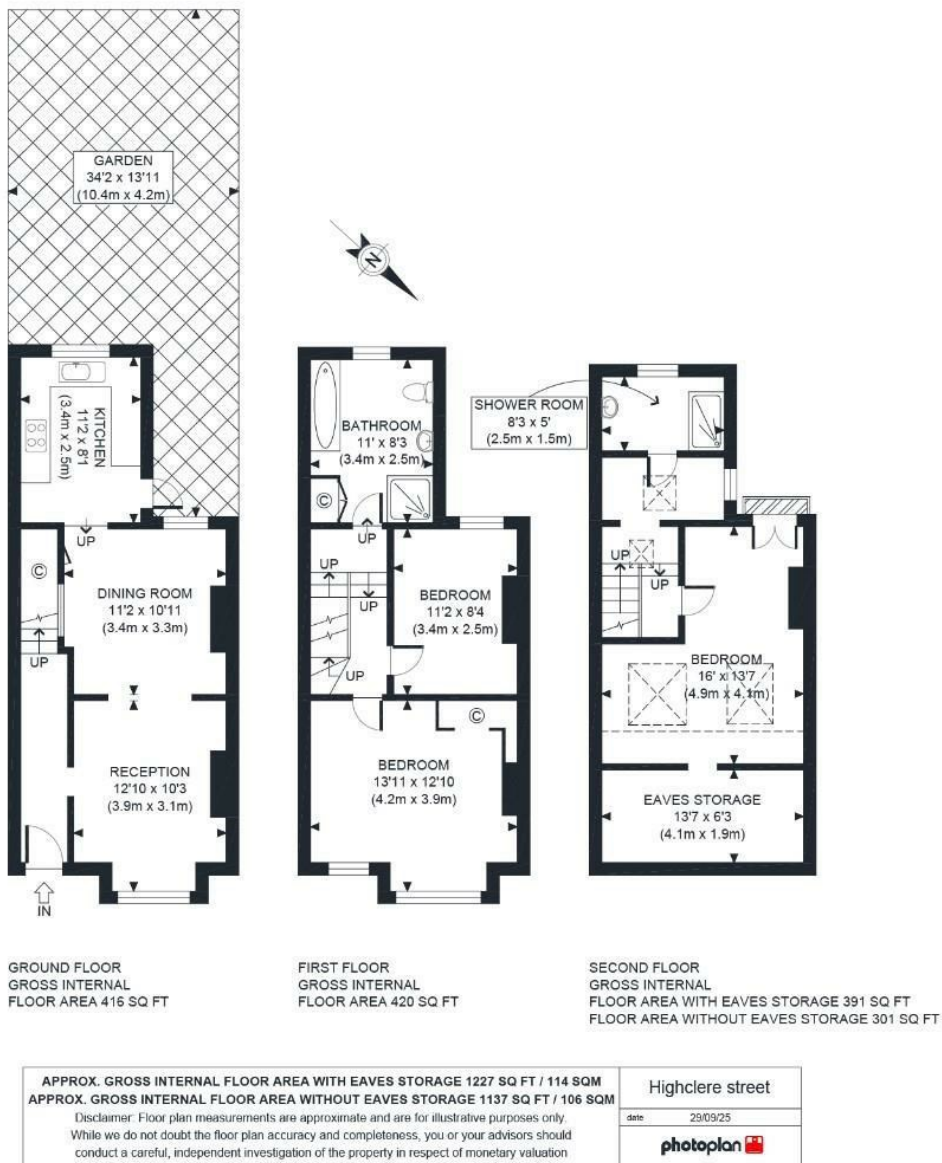 GARDEN
34'2 x 13'11
(10.4m x 4.2m)
N
KITCHEN
11'2 x 8'1
(3.4m x 2.5m)
UP
C
UP
DINING ROOM
11'2 x 10'11
(3.4m x 3.3m)
RECEPTION
12'10 x 10'3
(3.9m x 3.1m)
IN
BATHROOM
11' x 8'3
(3.4m x 2.5m)
C
UP
UP
UP
UP
BEDROOM
11'2 x 8'4
(3.4m x 2.5m)
C
BEDROOM
13'11 x 12'10
(4.2m x 3.9m)
SHOWER ROOM
8'3 x 5'
(2.5m x 1.5m)
UP
UP
BEDROOM
16' x 13'7
(4.9m x 4.1m)
EAVES STORAGE
13'7 x 6'3
(4.1m x 1.9m)
GROUND FLOOR
GROSS INTERNAL
FLOOR AREA 416 SQ FT
FIRST FLOOR
GROSS INTERNAL
FLOOR AREA 420 SQ FT
SECOND FLOOR
GROSS INTERNAL
FLOOR AREA WITH EAVES STORAGE 391 SQ FT
FLOOR AREA WITHOUT EAVES STORAGE 301 SQ FT
APPROX. GROSS INTERNAL FLOOR AREA WITH EAVES STORAGE 1227 SQ FT / 114 SQM
APPROX. GROSS INTERNAL FLOOR AREA WITHOUT EAVES STORAGE 1137 SQ FT / 106 SQM
Disclaimer: Floor plan measurements are approximate and are for illustrative purposes only.
While we do not doubt the floor plan accuracy and completeness, you or your advisors should
conduct a careful, independent investigation of the property in respect of monetary valuation
Highclere street
date 29/09/25
photoplan